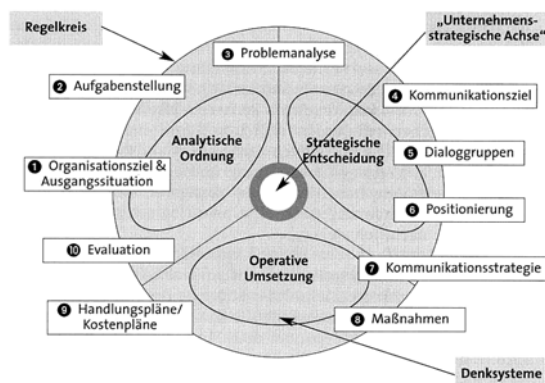 Regelkreis
„Unternehmens-
strategische Achse“
❸ Problemanalyse
❷ Aufgabenstellung
❹ Kommunikationsziel
Analytische
Ordnung
Strategische
Entscheidung
❺ Dialoggruppen
❶ Organisationsziel &
Ausgangssituation
❻ Positionierung
❿ Evaluation
Operative
Umsetzung
❼ Kommunikationsstrategie
❾ Handlungspläne/
Kostenpläne
❽ Maßnahmen
Denksysteme